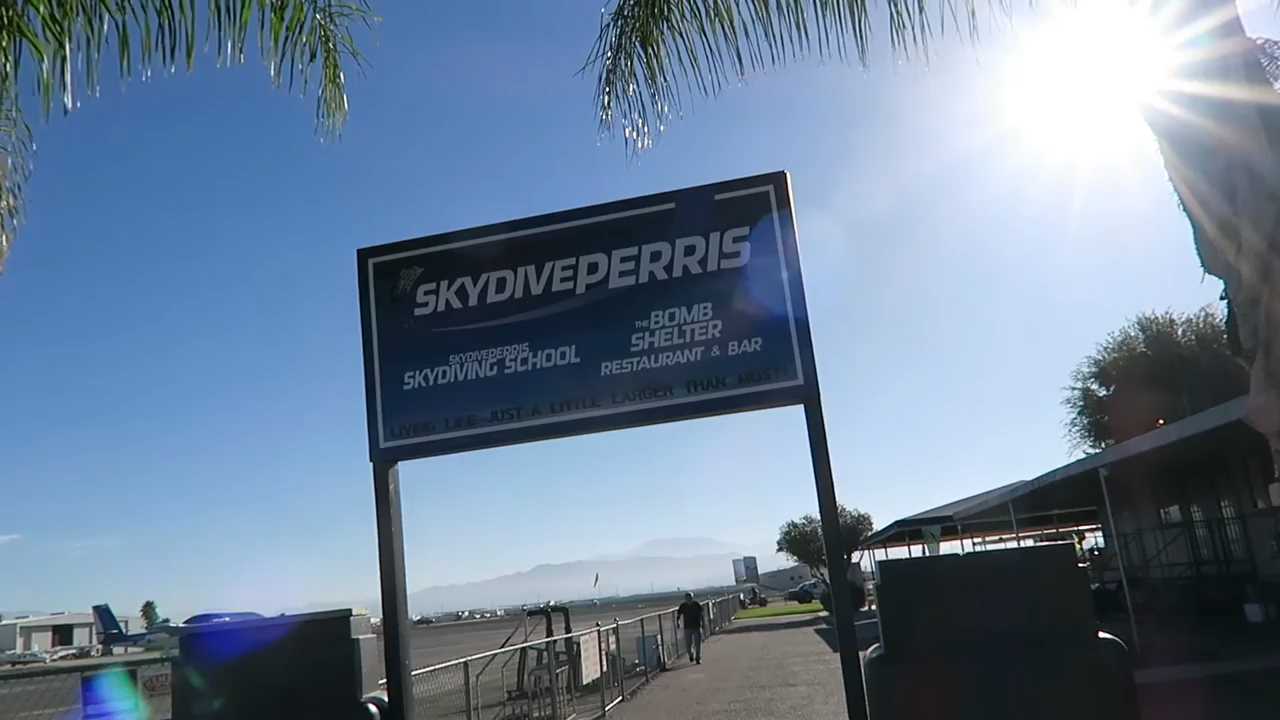 SKYDIVEPERRIS
SKYDIVEPERRIS
SKYDIVING SCHOOL
THE BOMB
SHELTER
RESTAURANT & BAR
LIVING LIFE JUST A LITTLE LARGER THAN MOST!